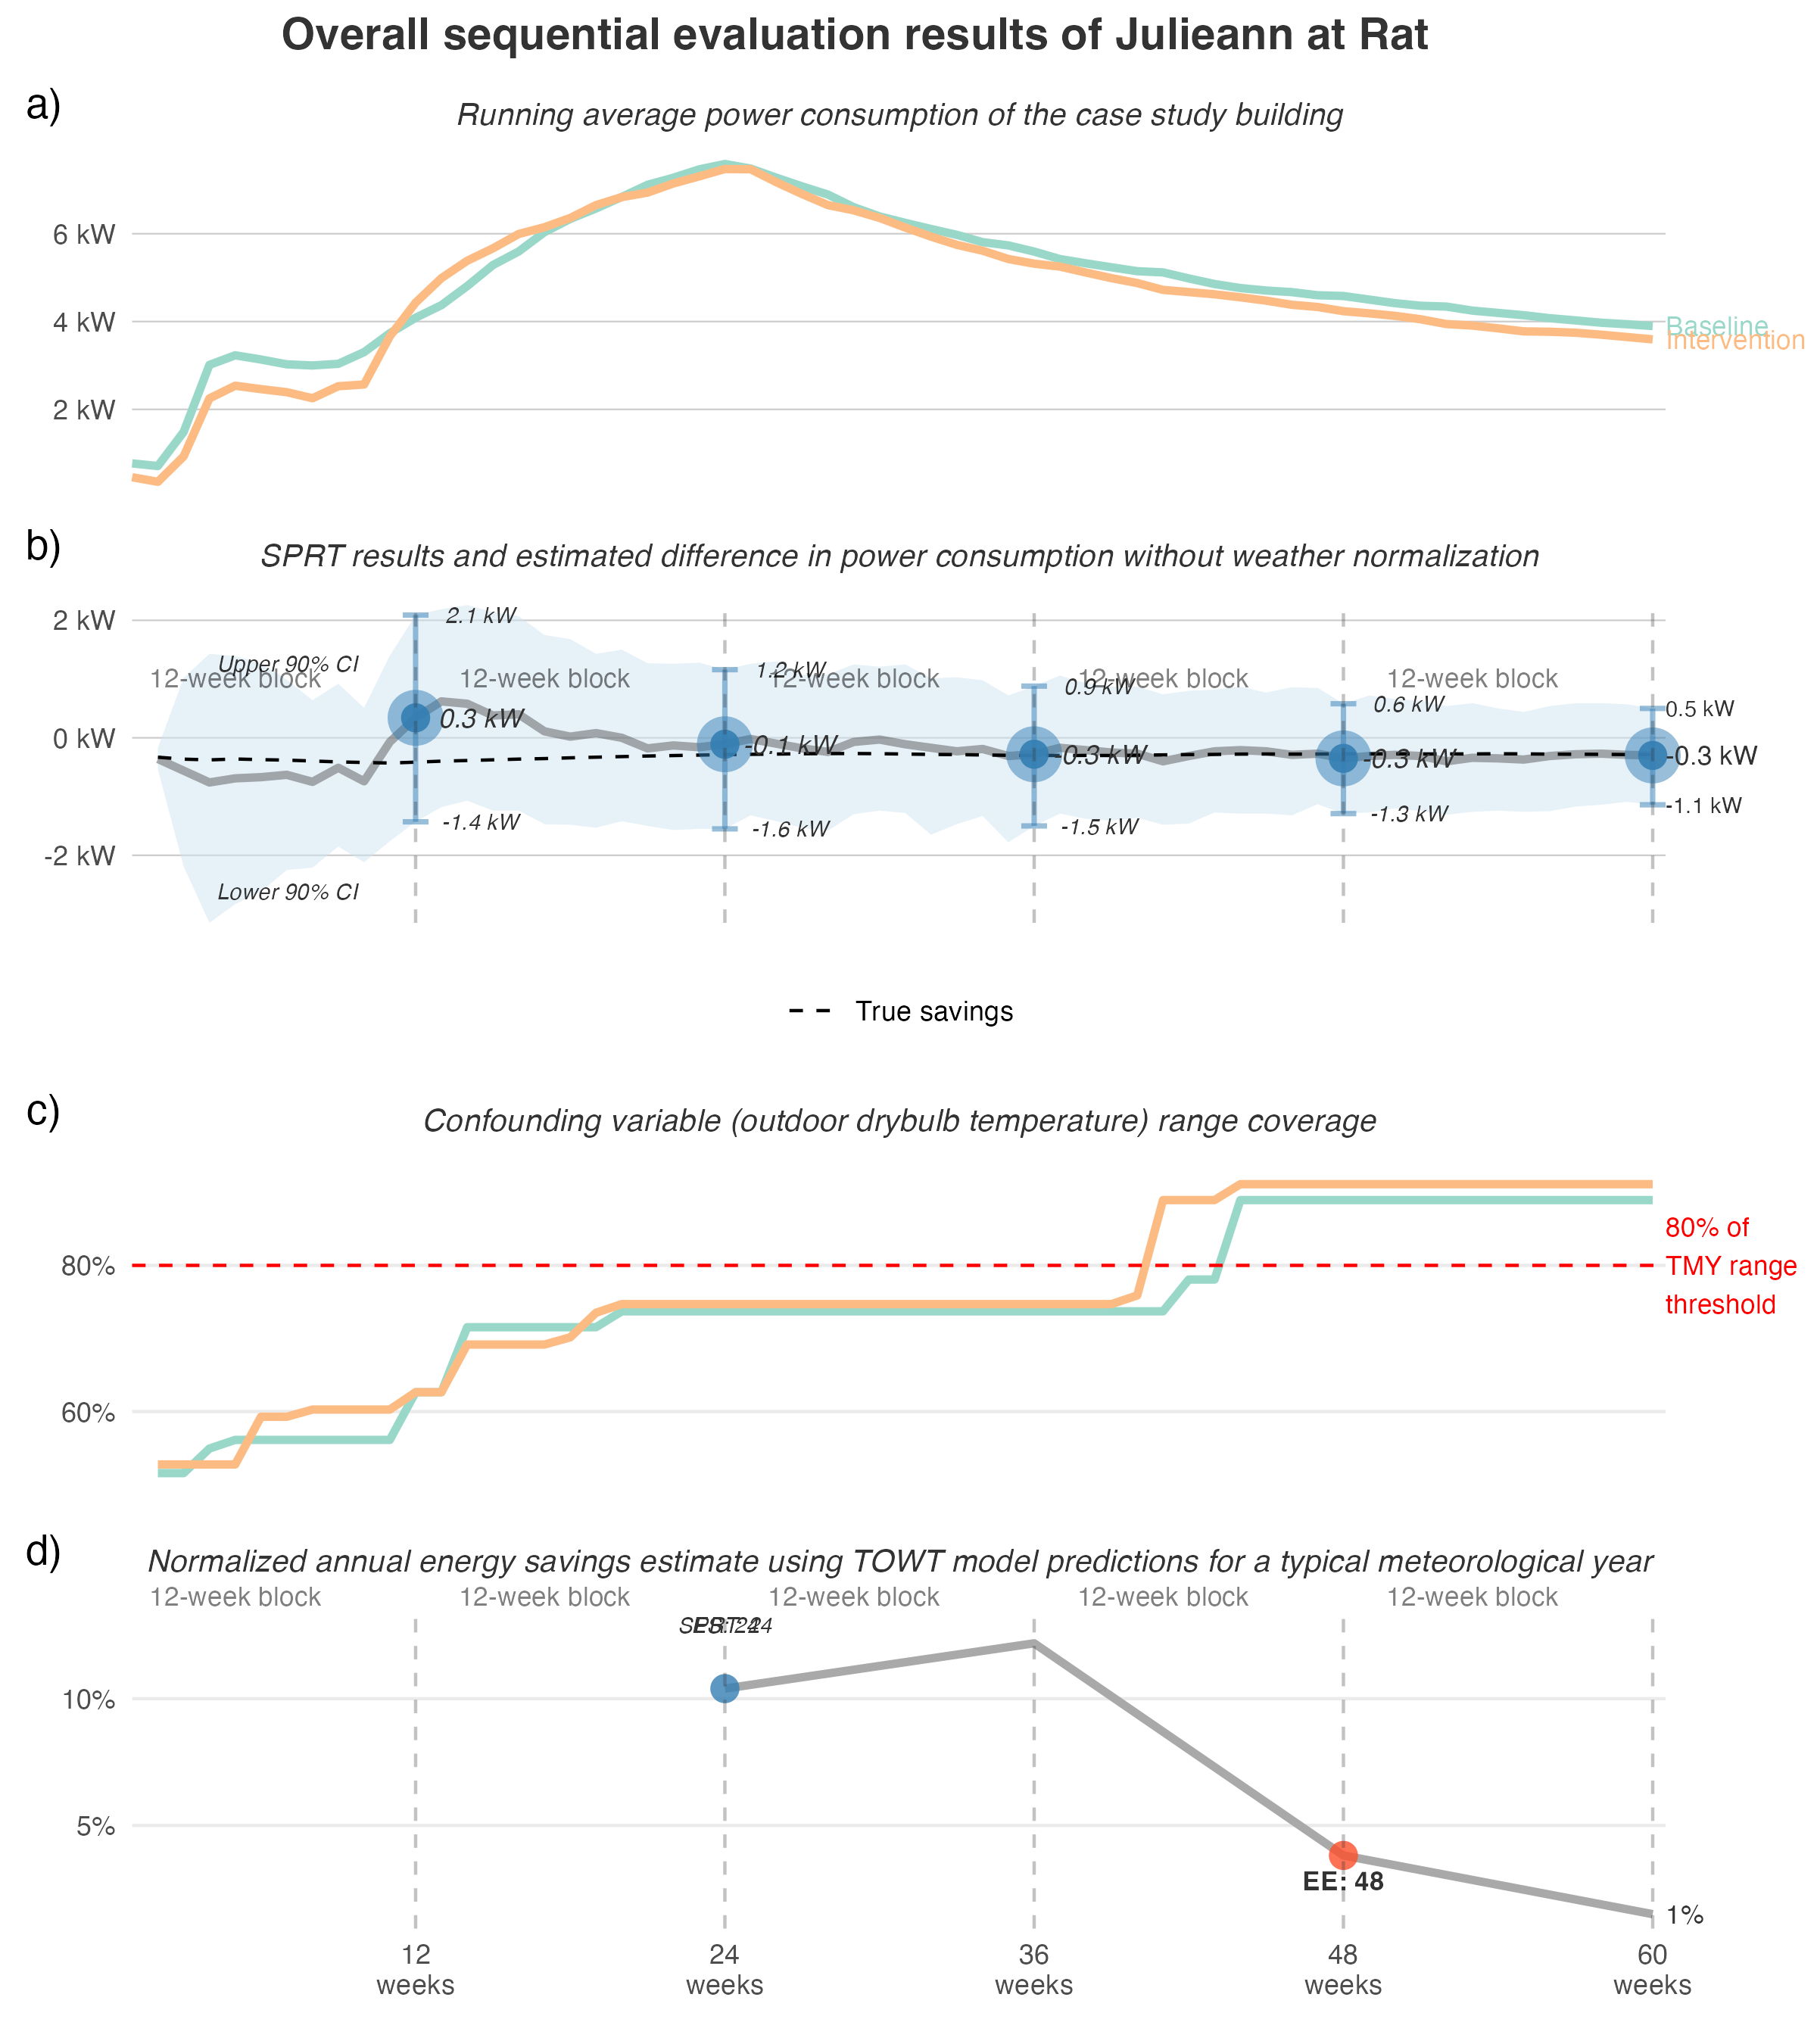 Overall sequential evaluation results of Julieann at Rat
a)
Running average power consumption of the case study building
6 kW
4 kW
2 kW
Baseline
Intervention
b)
SPRT results and estimated difference in power consumption without weather normalization
2 kW
0 kW
-2 kW
12-week block
12-week block
12-week block
12-week block
12-week block
Upper 90% CI
Lower 90% CI
2.1 kW
0.3 kW
-1.4 kW
1.2 kW
-0.1 kW
-1.6 kW
0.9 kW
-0.3 kW
-1.5 kW
0.6 kW
-0.3 kW
-1.3 kW
0.5 kW
-0.3 kW
-1.1 kW
True savings
c)
Confounding variable (outdoor drybulb temperature) range coverage
80%
60%
80% of
TMY range
threshold
d)
Normalized annual energy savings estimate using TOWT model predictions for a typical meteorological year
12-week block
12-week block
12-week block
12-week block
12-week block
10%
5%
EE: 48
1%
12
weeks
24
weeks
36
weeks
48
weeks
60
weeks